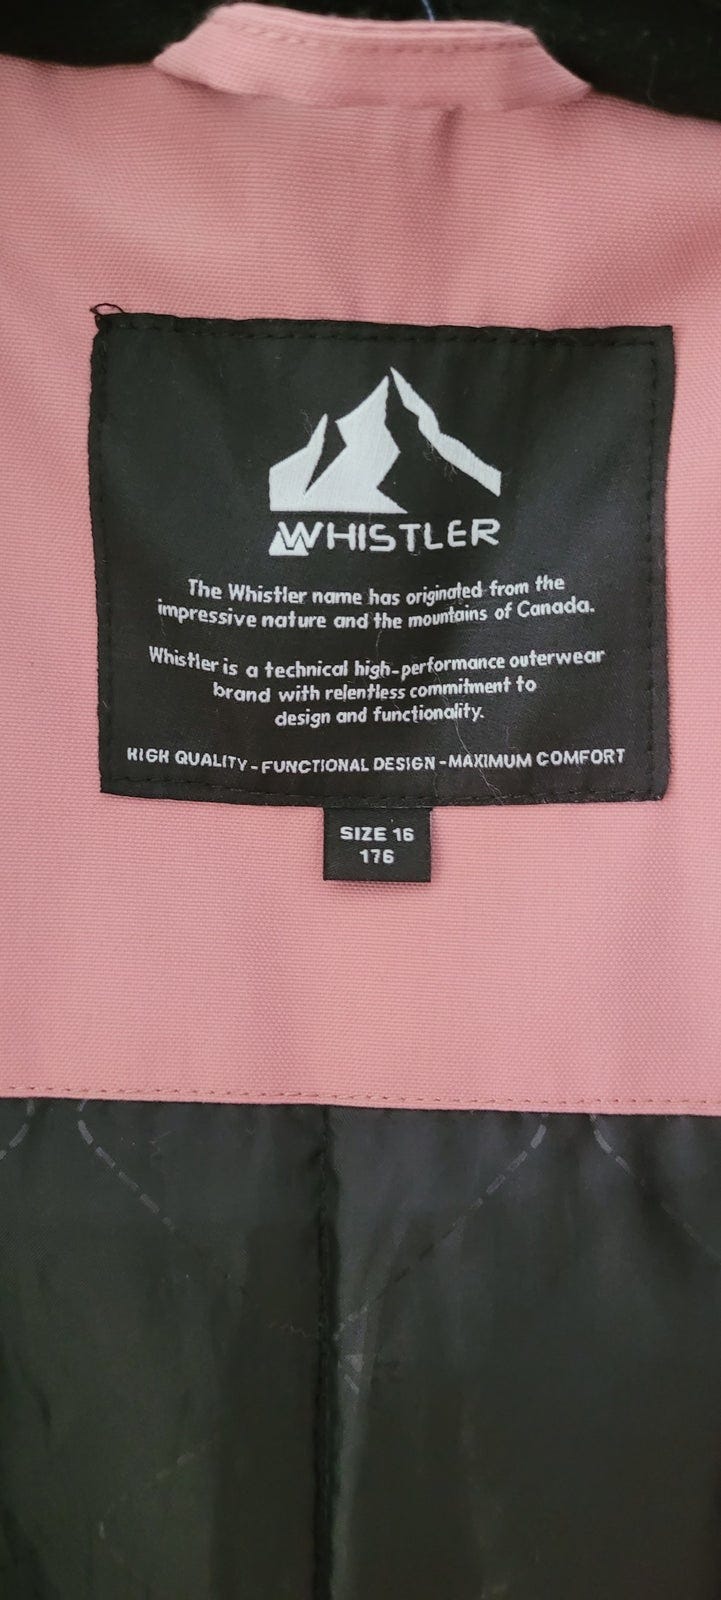 WHISTLER
The Whistler name has originated from the
impressive nature and the mountains of Canada.
Whistler is a technical high-performance outerwear
brand with relentless commitment to
design and functionality.
HIGH QUALITY - FUNCTIONAL DESIGN - MAXIMUM COMFORT
SIZE 16
176